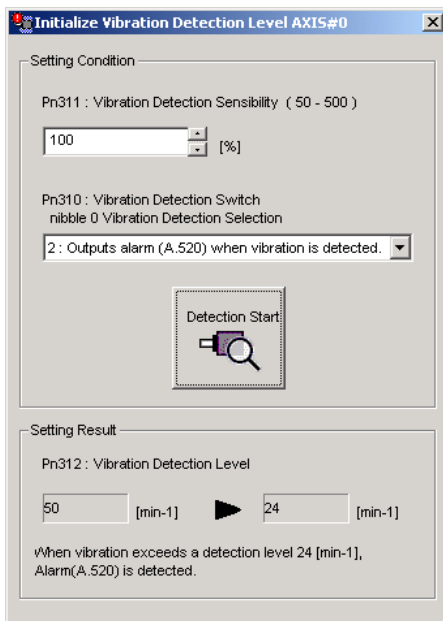 Initialize Vibration Detection Level AXIS#0
Setting Condition
Pn311 : Vibration Detection Sensibility ( 50 - 500 )
100
[%]
Pn310 : Vibration Detection Switch
nibble 0 Vibration Detection Selection
2 : Outputs alarm (A.520) when vibration is detected.
Detection Start
Setting Result
Pn312 : Vibration Detection Level
50 [min-1] 24 [min-1]
When vibration exceeds a detection level 24 [min-1],
Alarm(A.520) is detected.